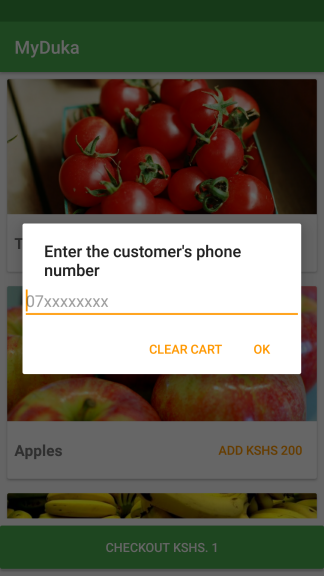 MyDuka
T
Enter the customer's phone
number
07xxxxxxxx
CLEAR CART OK
Apples ADD KSHS 200
CHECKOUT KSHS. 1